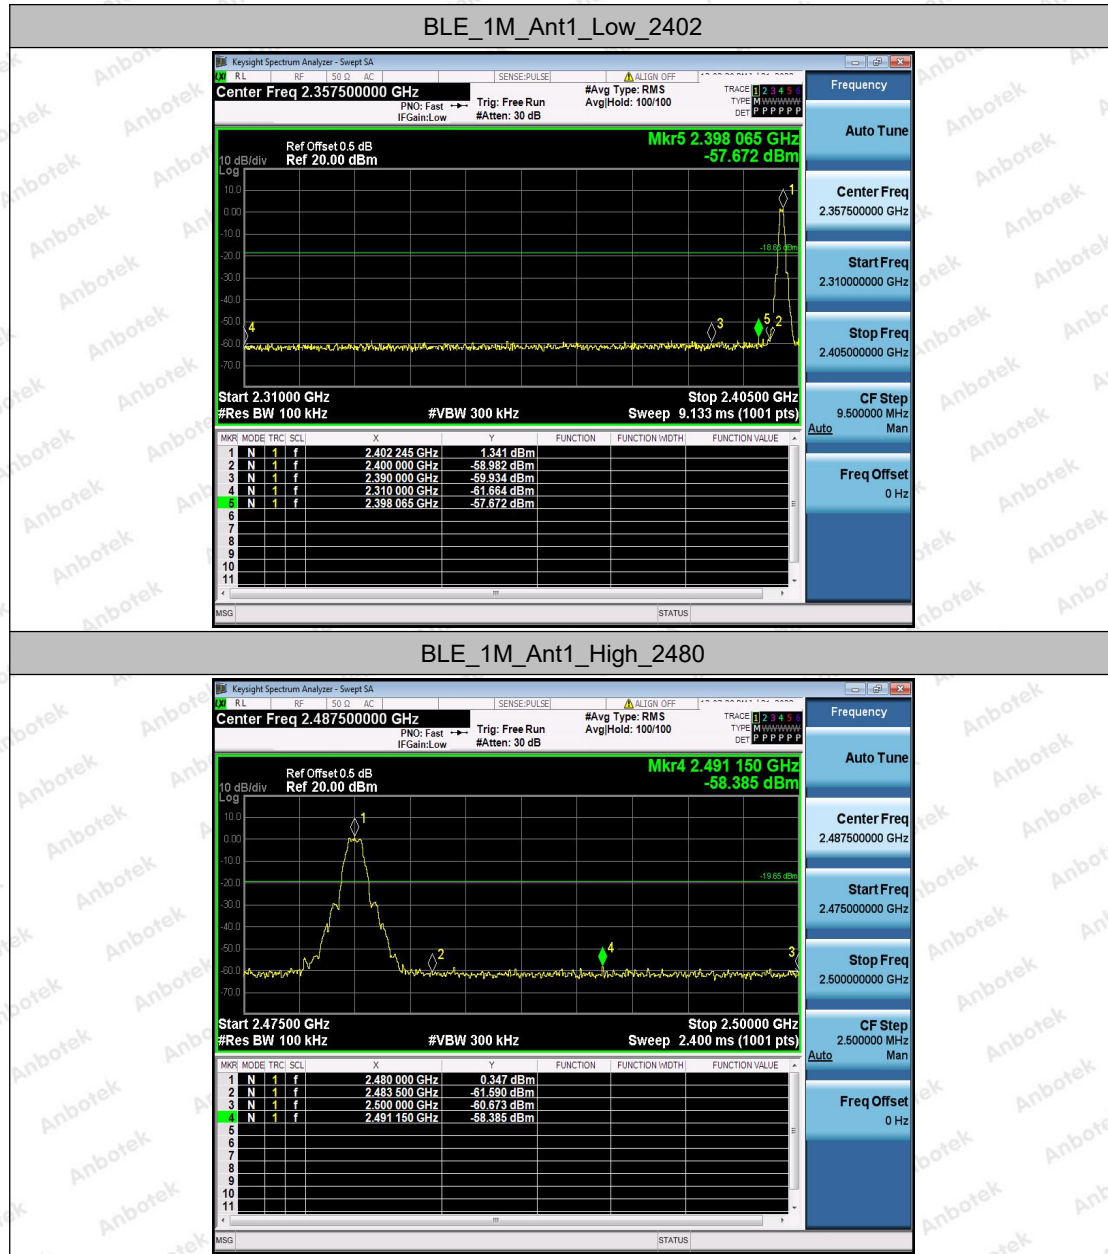 BLE_1M_Ant1_Low_2402
Keysight Spectrum Analyzer - Swept SA
RL RF 50 Ω AC SENSE:PULSE ALIGN OFF
Center Freq 2.357500000 GHz
PNO: Fast
IFGain:Low
Trig: Free Run
#Atten: 30 dB
#Avg Type: RMS
Avg|Hold: 100/100
TRACE 1 2 3 4 5 6
TYPE M WWWWW
DET P P P P P P
Ref Offset 0.5 dB
10 dB/div Ref 20.00 dBm
Log
Mkr5 2.398 065 GHz
-57.672 dBm
10.0
0.00
-10.0
-20.0
-30.0
-40.0
-50.0
-60.0
-70.0
1
-18.65 dBm
4
3
5
2
Start 2.31000 GHz Stop 2.40500 GHz
#Res BW 100 kHz #VBW 300 kHz Sweep 9.133 ms (1001 pts)
MKR MODE TRC SCL X Y FUNCTION FUNCTION WIDTH FUNCTION VALUE
1 N 1 f 2.402 245 GHz 1.341 dBm
2 N 1 f 2.400 000 GHz -58.982 dBm
3 N 1 f 2.390 000 GHz -59.934 dBm
4 N 1 f 2.310 000 GHz -61.664 dBm
5 N 1 f 2.398 065 GHz -57.672 dBm
6
7
8
9
10
11
MSG STATUS
Frequency
Auto Tune
Center Freq
2.357500000 GHz
Start Freq
2.310000000 GHz
Stop Freq
2.405000000 GHz
CF Step
9.500000 MHz
Auto Man
Freq Offset
0 Hz
BLE_1M_Ant1_High_2480
Keysight Spectrum Analyzer - Swept SA
RL RF 50 Ω AC SENSE:PULSE ALIGN OFF
Center Freq 2.487500000 GHz
PNO: Fast
IFGain:Low
Trig: Free Run
#Atten: 30 dB
#Avg Type: RMS
Avg|Hold: 100/100
TRACE 1 2 3 4 5 6
TYPE M WWWWW
DET P P P P P P
Ref Offset 0.5 dB
10 dB/div Ref 20.00 dBm
Log
Mkr4 2.491 150 GHz
-58.385 dBm
10.0
0.00
-10.0
-20.0
-30.0
-40.0
-50.0
-60.0
-70.0
1
-19.65 dBm
2
4
3
Start 2.47500 GHz Stop 2.50000 GHz
#Res BW 100 kHz #VBW 300 kHz Sweep 2.400 ms (1001 pts)
MKR MODE TRC SCL X Y FUNCTION FUNCTION WIDTH FUNCTION VALUE
1 N 1 f 2.480 000 GHz 0.347 dBm
2 N 1 f 2.483 500 GHz -61.590 dBm
3 N 1 f 2.500 000 GHz -60.673 dBm
4 N 1 f 2.491 150 GHz -58.385 dBm
5
6
7
8
9
10
11
MSG STATUS
Frequency
Auto Tune
Center Freq
2.487500000 GHz
Start Freq
2.475000000 GHz
Stop Freq
2.500000000 GHz
CF Step
2.500000 MHz
Auto Man
Freq Offset
0 Hz
Anbotek